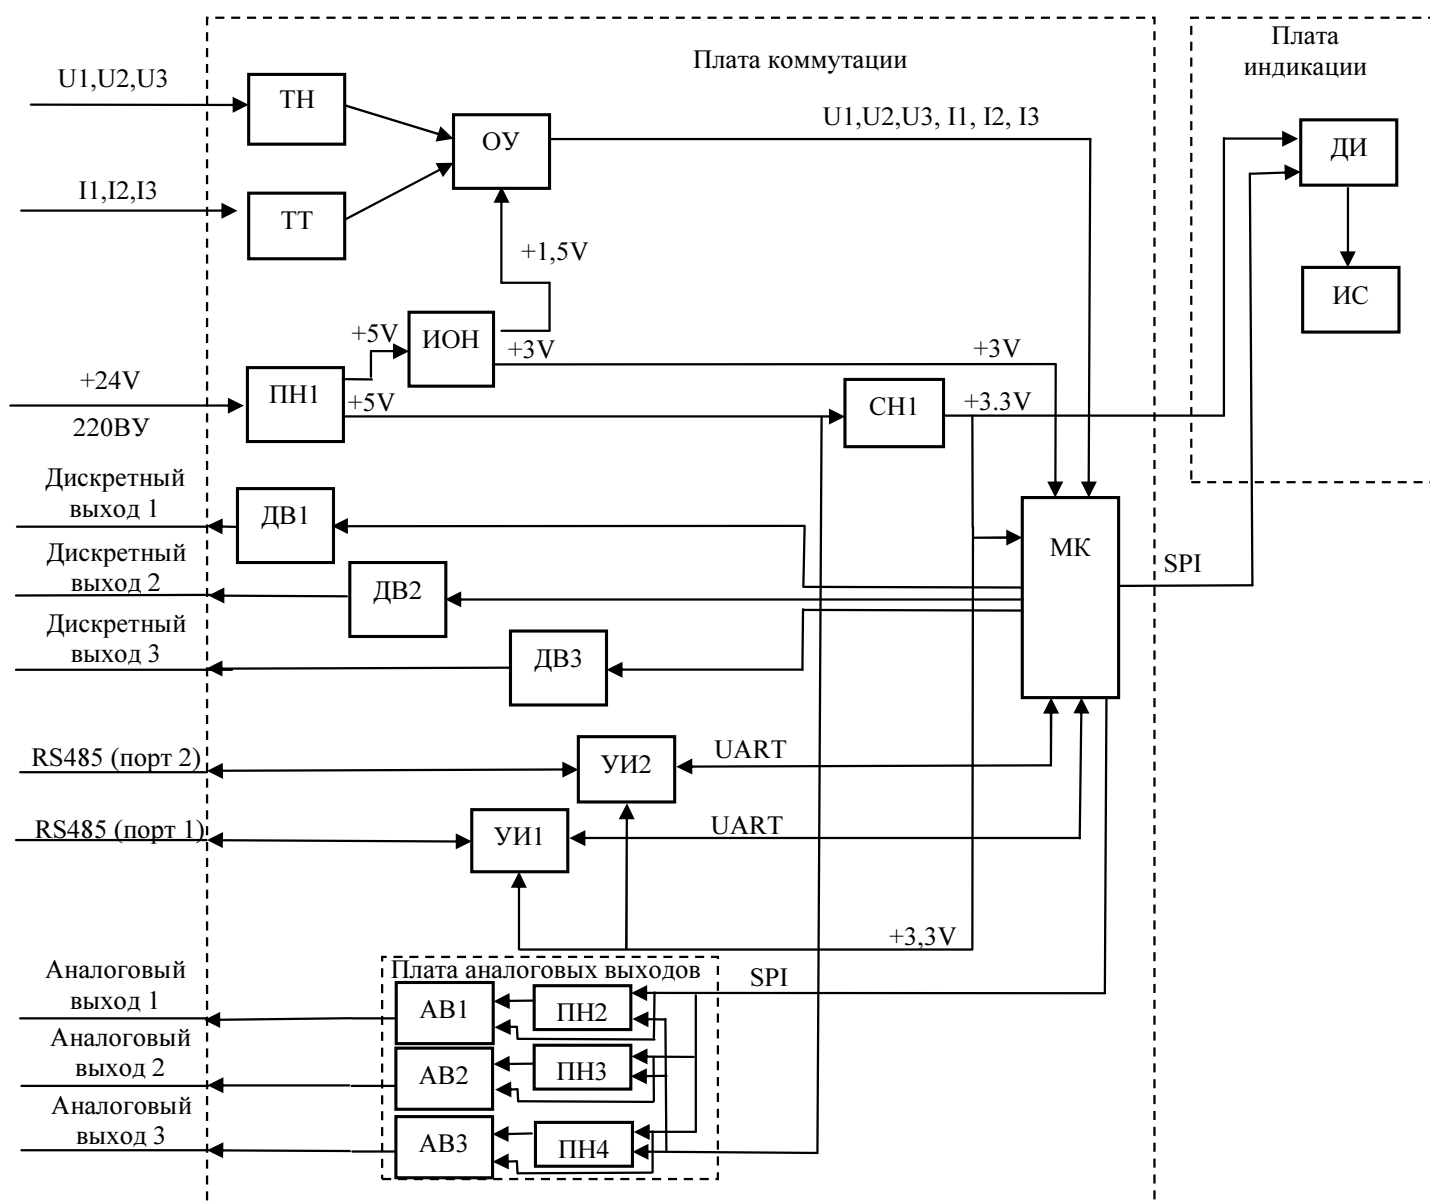 Плата коммутации
Плата
индикации
U1,U2,U3
ТН
ОУ
U1,U2,U3, I1, I2, I3
ДИ
I1,I2,I3
ТТ
+1,5V
ИС
+5V
ИОН
+3V
+3V
+24V
220ВУ
ПН1
+5V
СН1
+3.3V
Дискретный
выход 1
ДВ1
МК
SPI
Дискретный
выход 2
ДВ2
Дискретный
выход 3
ДВ3
RS485 (порт 2)
УИ2
UART
RS485 (порт 1)
УИ1
UART
+3,3V
Плата аналоговых выходов
SPI
Аналоговый
выход 1
АВ1
ПН2
Аналоговый
выход 2
АВ2
ПН3
Аналоговый
выход 3
АВ3
ПН4